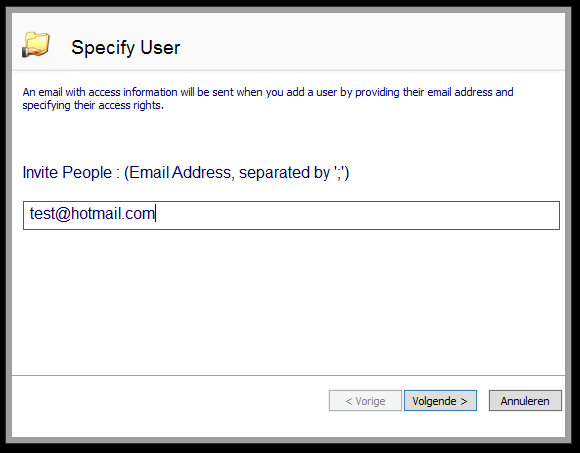 Specify User
An email with access information will be sent when you add a user by providing their email address and
specifying their access rights.
Invite People : (Email Address, separated by ';')
test@hotmail.com
< Vorige
Volgende >
Annuleren